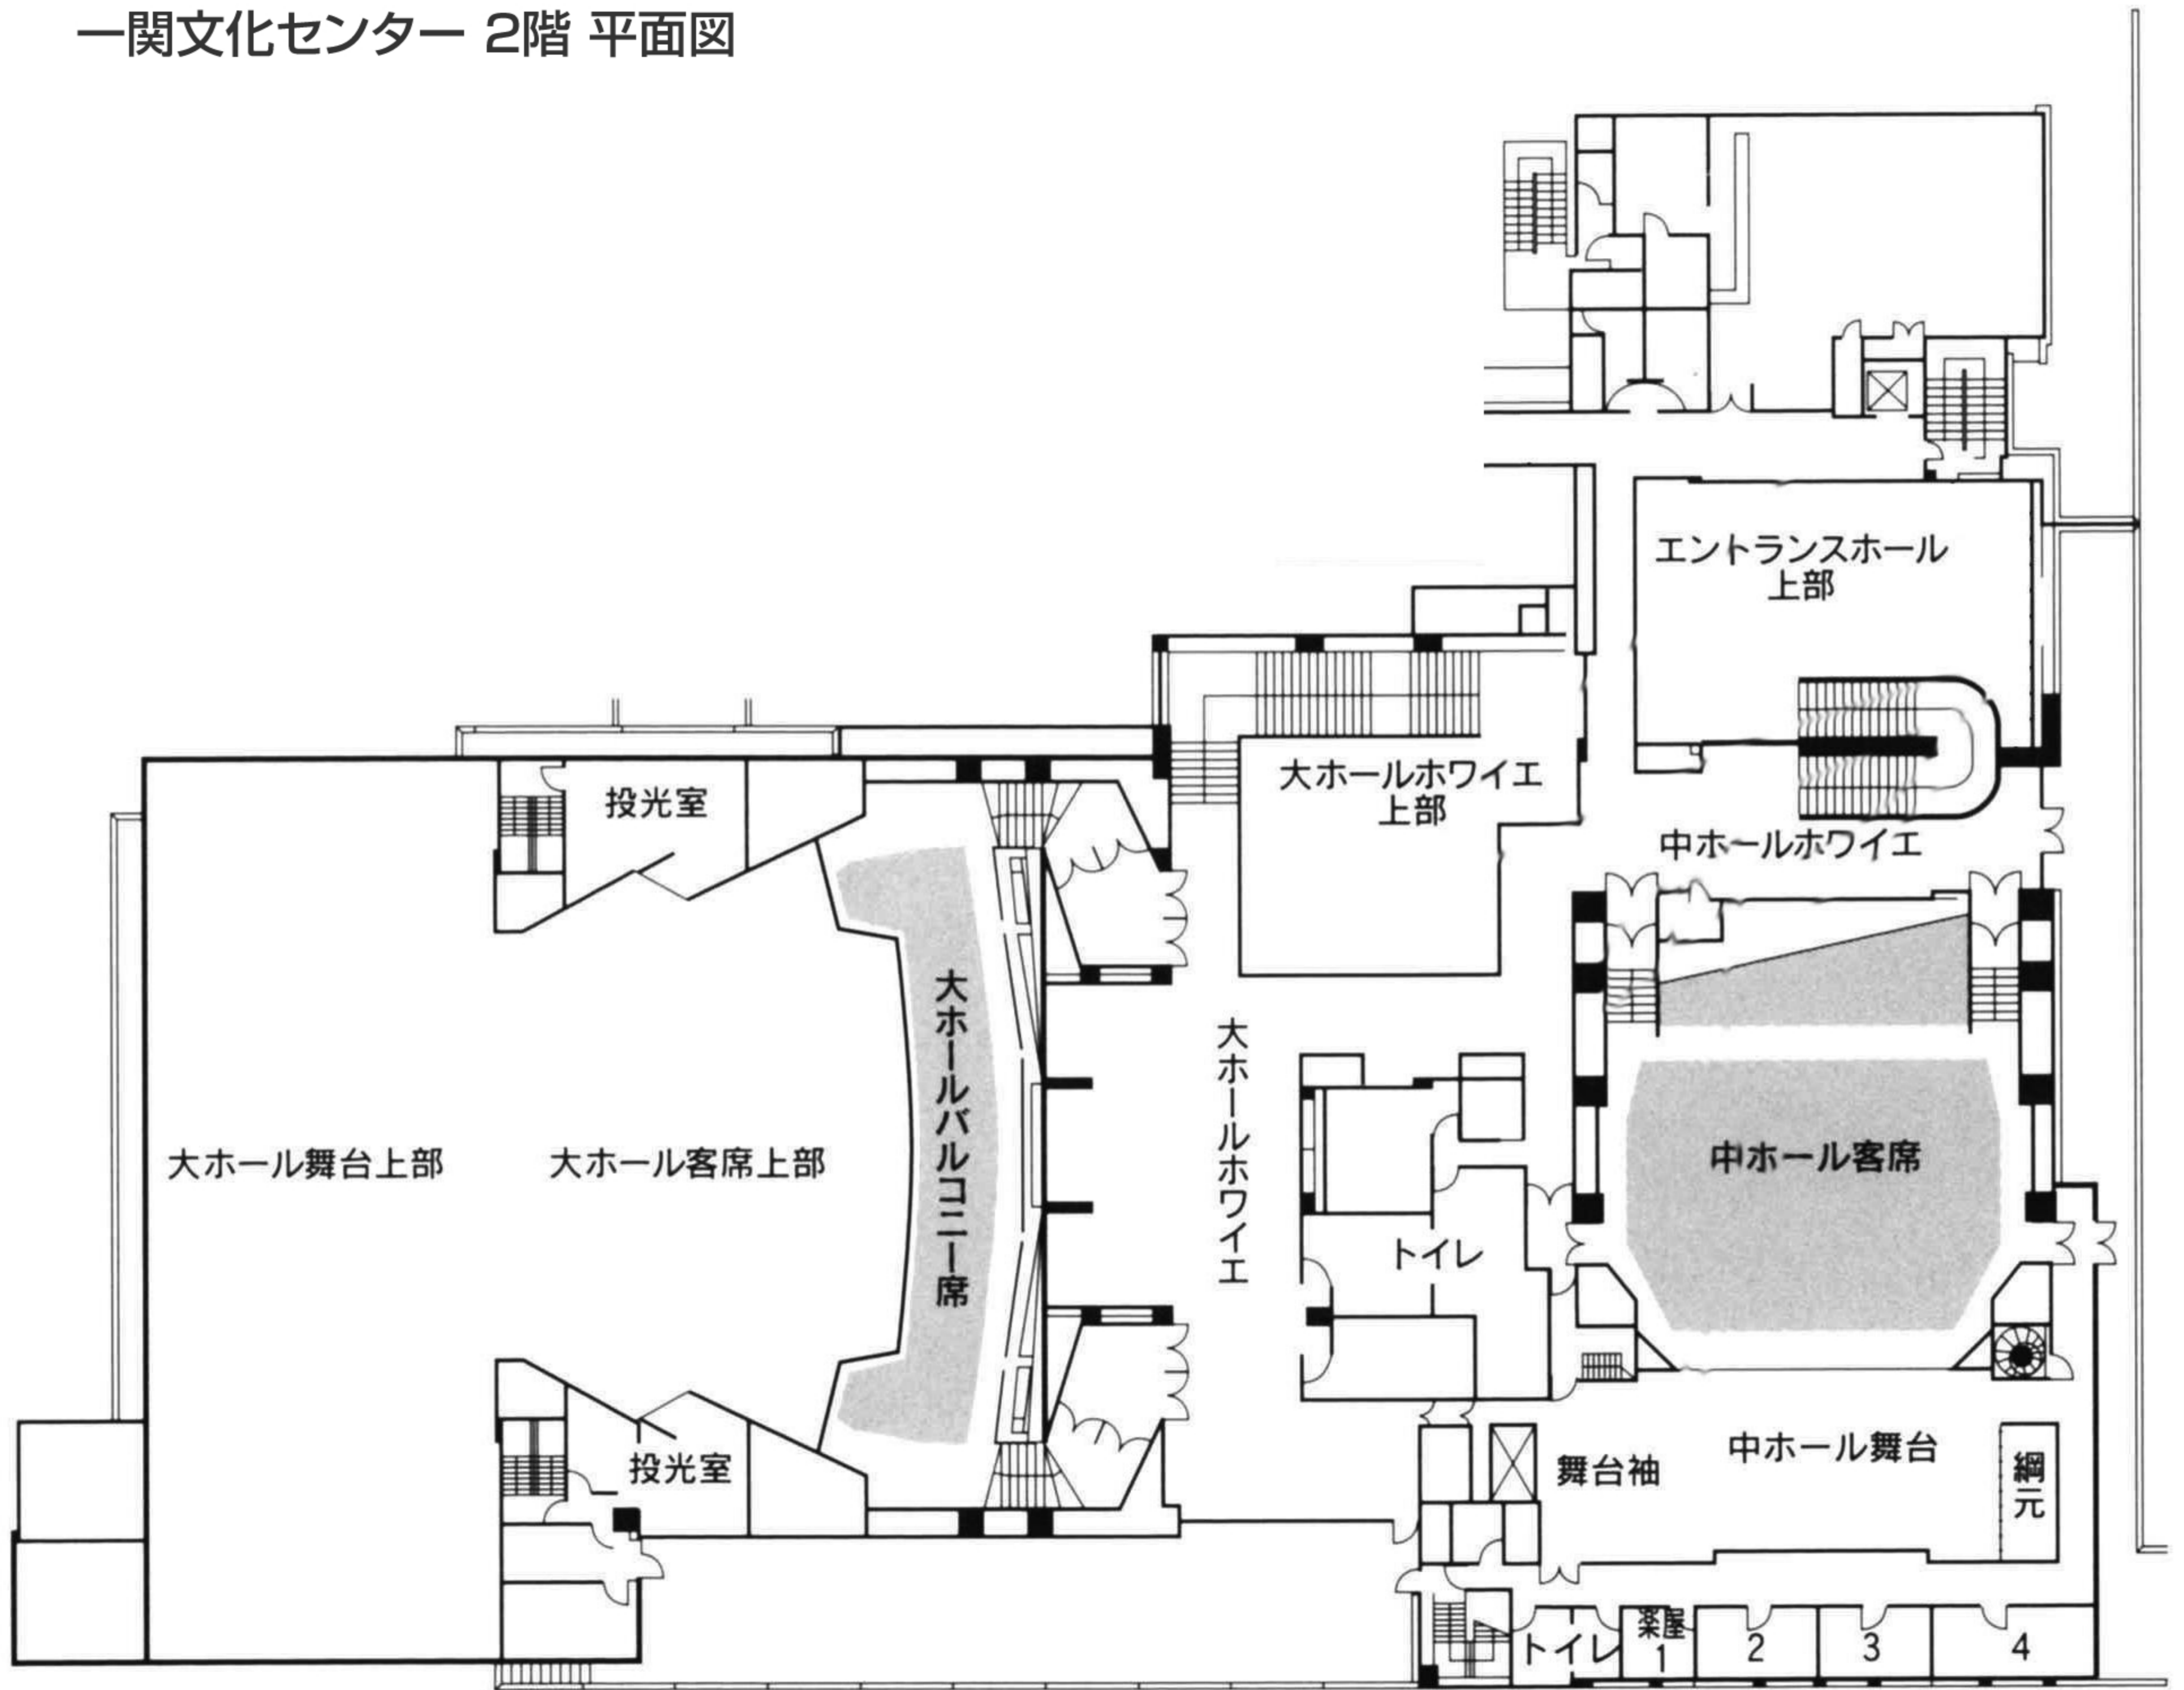 一関文化センター 2階 平面図
エントランスホール
上部
大ホールホワイエ
上部
中ホールホワイエ
投光室
大ホールバルコニー席
大ホールホワイエ
大ホール舞台上部
大ホール客席上部
中ホール客席
トイレ
投光室
舞台袖
中ホール舞台
綱元
トイレ
楽屋
1
2
3
4